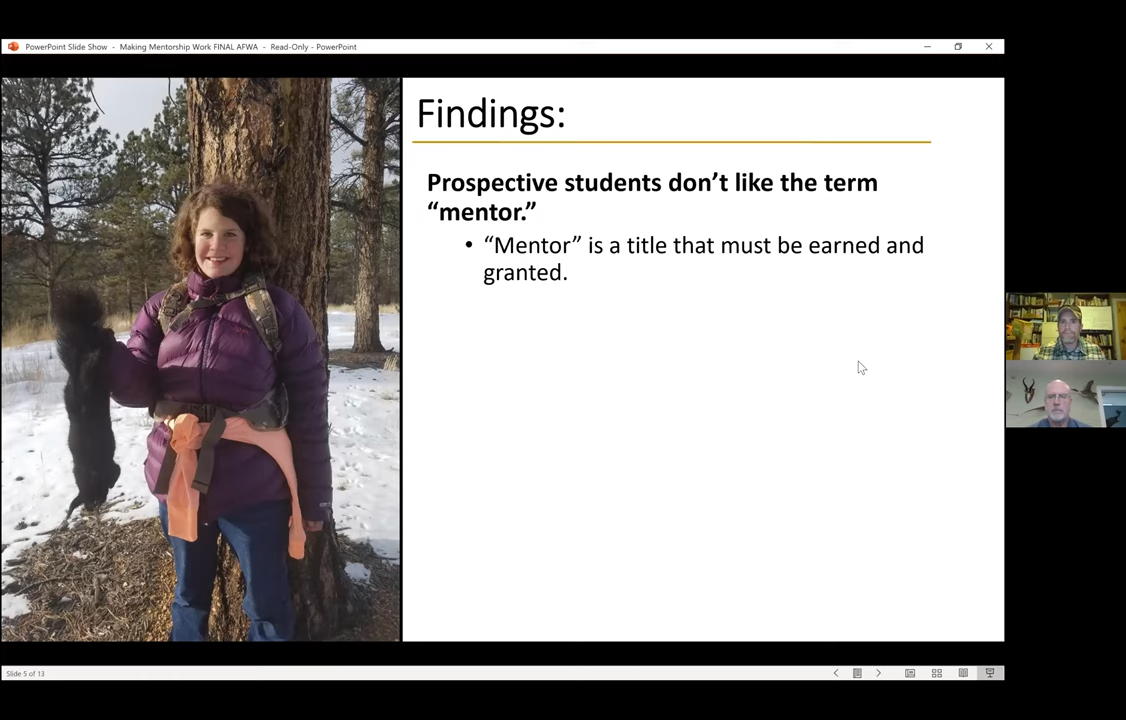 PowerPoint Slide Show - Making Mentorship Work FINAL AFWA - Read-Only - PowerPoint
Findings:
Prospective students don’t like the term
“mentor.”
• “Mentor” is a title that must be earned and
granted.
Slide 5 of 13